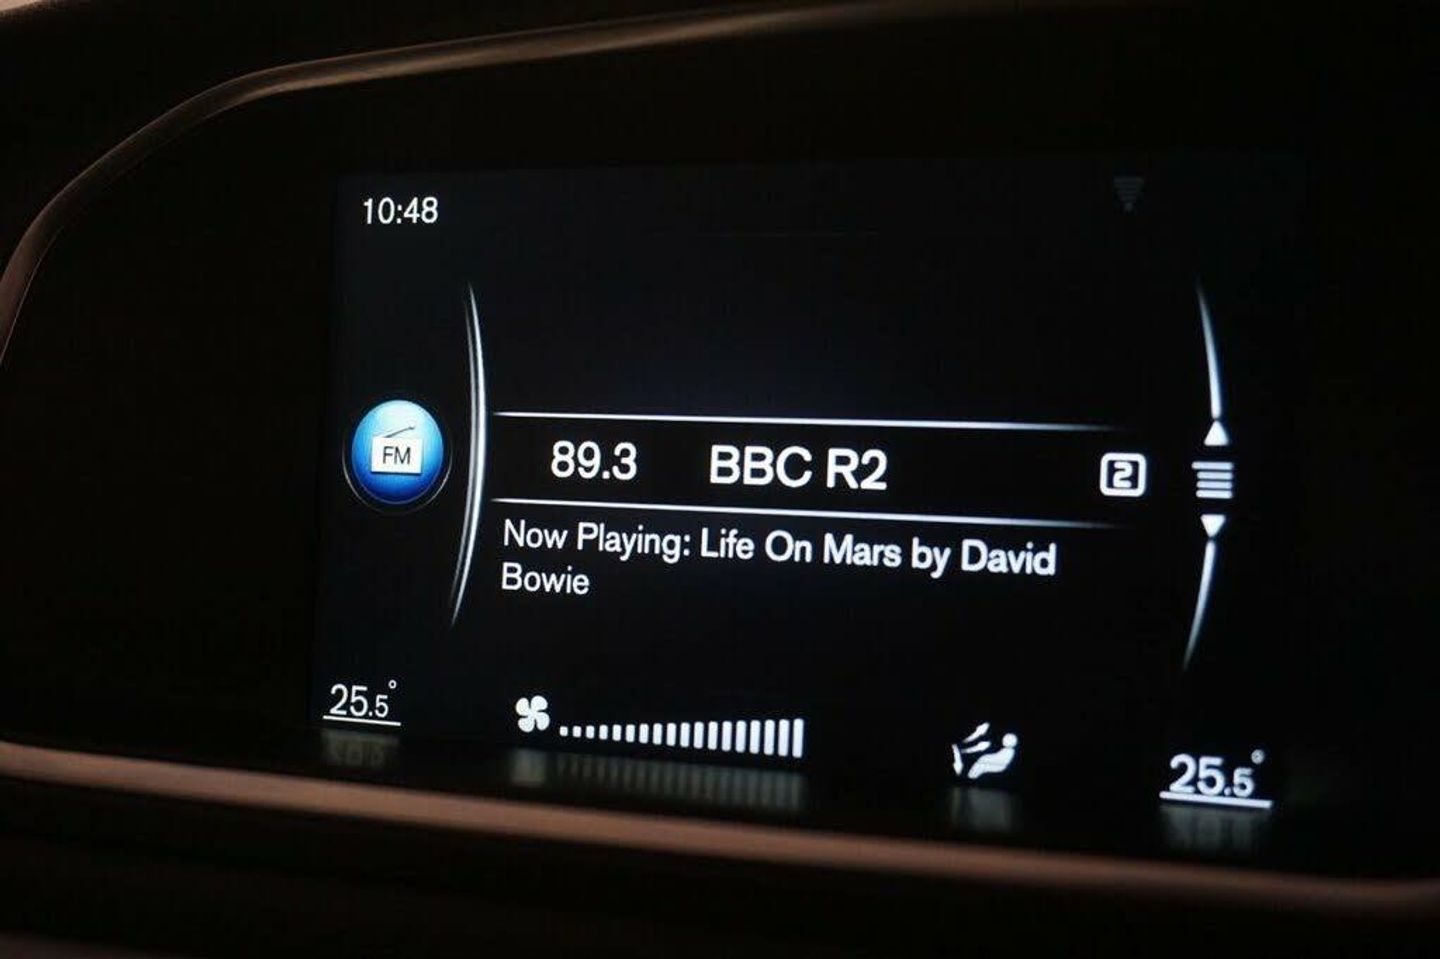 10:48
FM
89.3 BBC R2 2
Now Playing: Life On Mars by David
Bowie
25.5°
25.5°